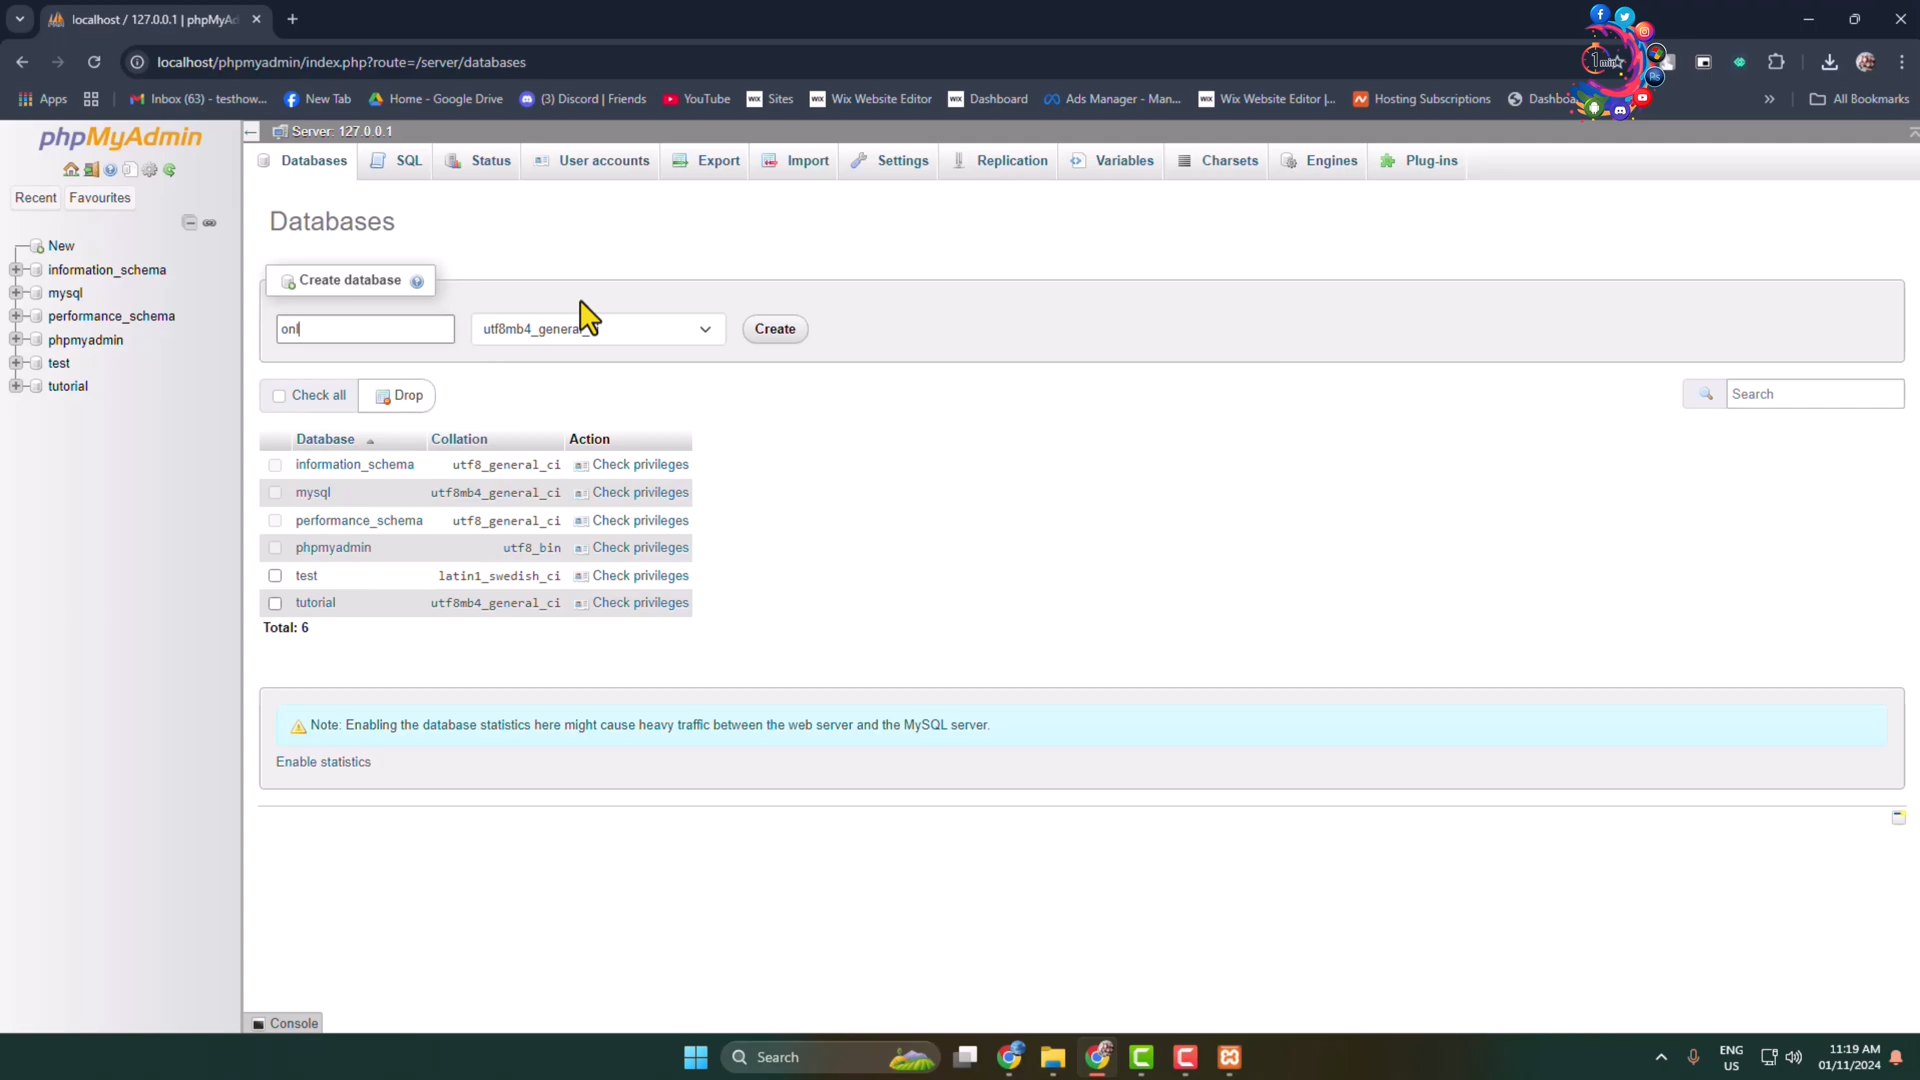 localhost / 127.0.0.1 | phpMyAd
localhost/phpmyadmin/index.php?route=/server/databases
Apps
Inbox (63) - testhow...
New Tab
Home - Google Drive
(3) Discord | Friends
YouTube
Sites
Wix Website Editor
Dashboard
Ads Manager - Man...
Wix Website Editor |...
Hosting Subscriptions
Dashboa
All Bookmarks
1 min
phpMyAdmin
Recent
Favourites
New
information_schema
mysql
performance_schema
phpmyadmin
test
tutorial
Server: 127.0.0.1
Databases
SQL
Status
User accounts
Export
Import
Settings
Replication
Variables
Charsets
Engines
Plug-ins
Databases
Create database
onl
utf8mb4_general_
Create
Check all
Drop
Search
Database Collation Action
information_schema utf8_general_ci Check privileges
mysql utf8mb4_general_ci Check privileges
performance_schema utf8_general_ci Check privileges
phpmyadmin utf8_bin Check privileges
test latin1_swedish_ci Check privileges
tutorial utf8mb4_general_ci Check privileges
Total: 6
Note: Enabling the database statistics here might cause heavy traffic between the web server and the MySQL server.
Enable statistics
Console
Search
ENG
US
11:19 AM
01/11/2024